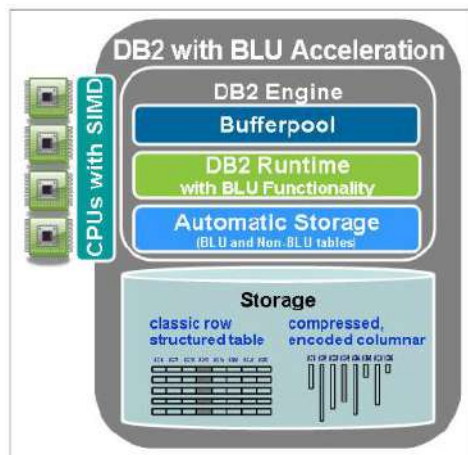 DB2 with BLU Acceleration
CPUs with SIMD
DB2 Engine
Bufferpool
DB2 Runtime
with BLU Functionality
Automatic Storage
(BLU and Non-BLU tables)
Storage
classic row
structured table
compressed,
encoded columnar